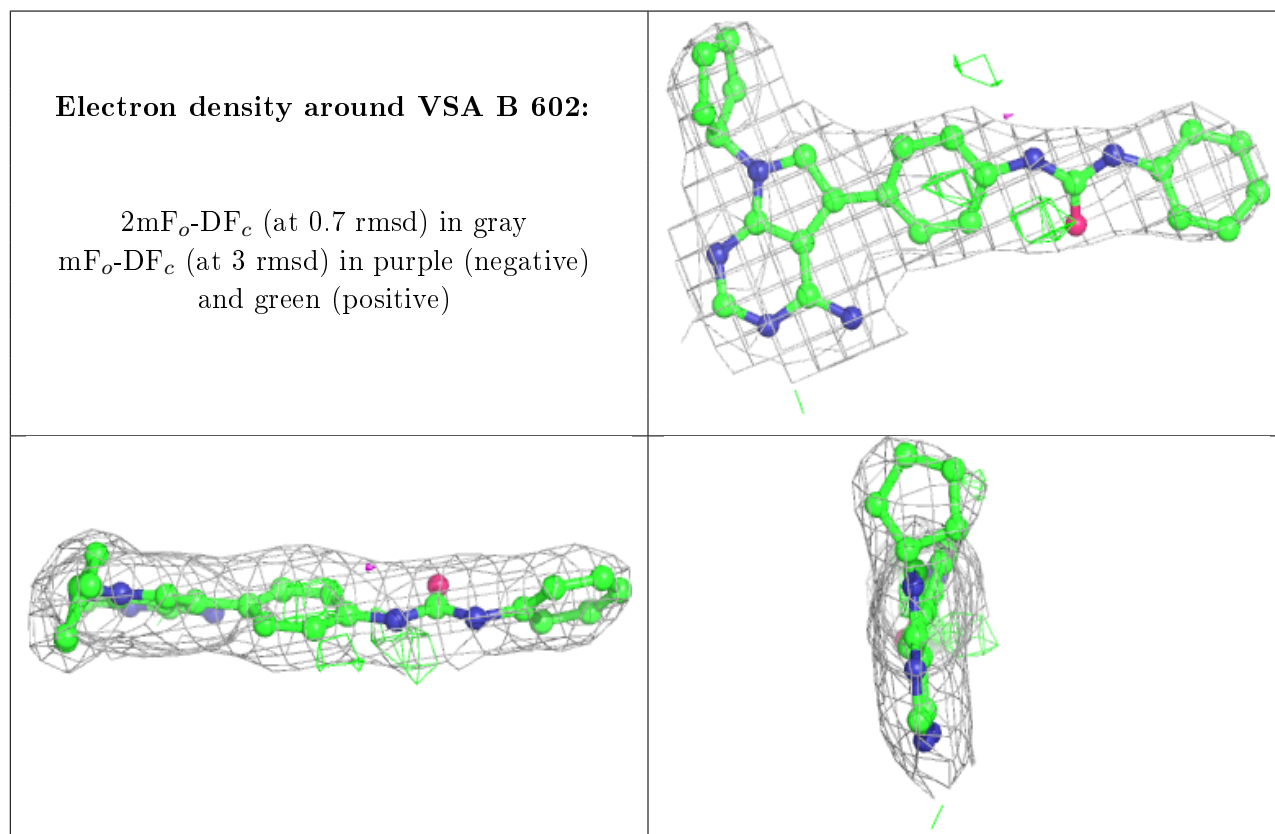 Electron density around VSA B 602:
2mFo-DFc (at 0.7 rmsd) in gray
mFo-DFc (at 3 rmsd) in purple (negative)
and green (positive)